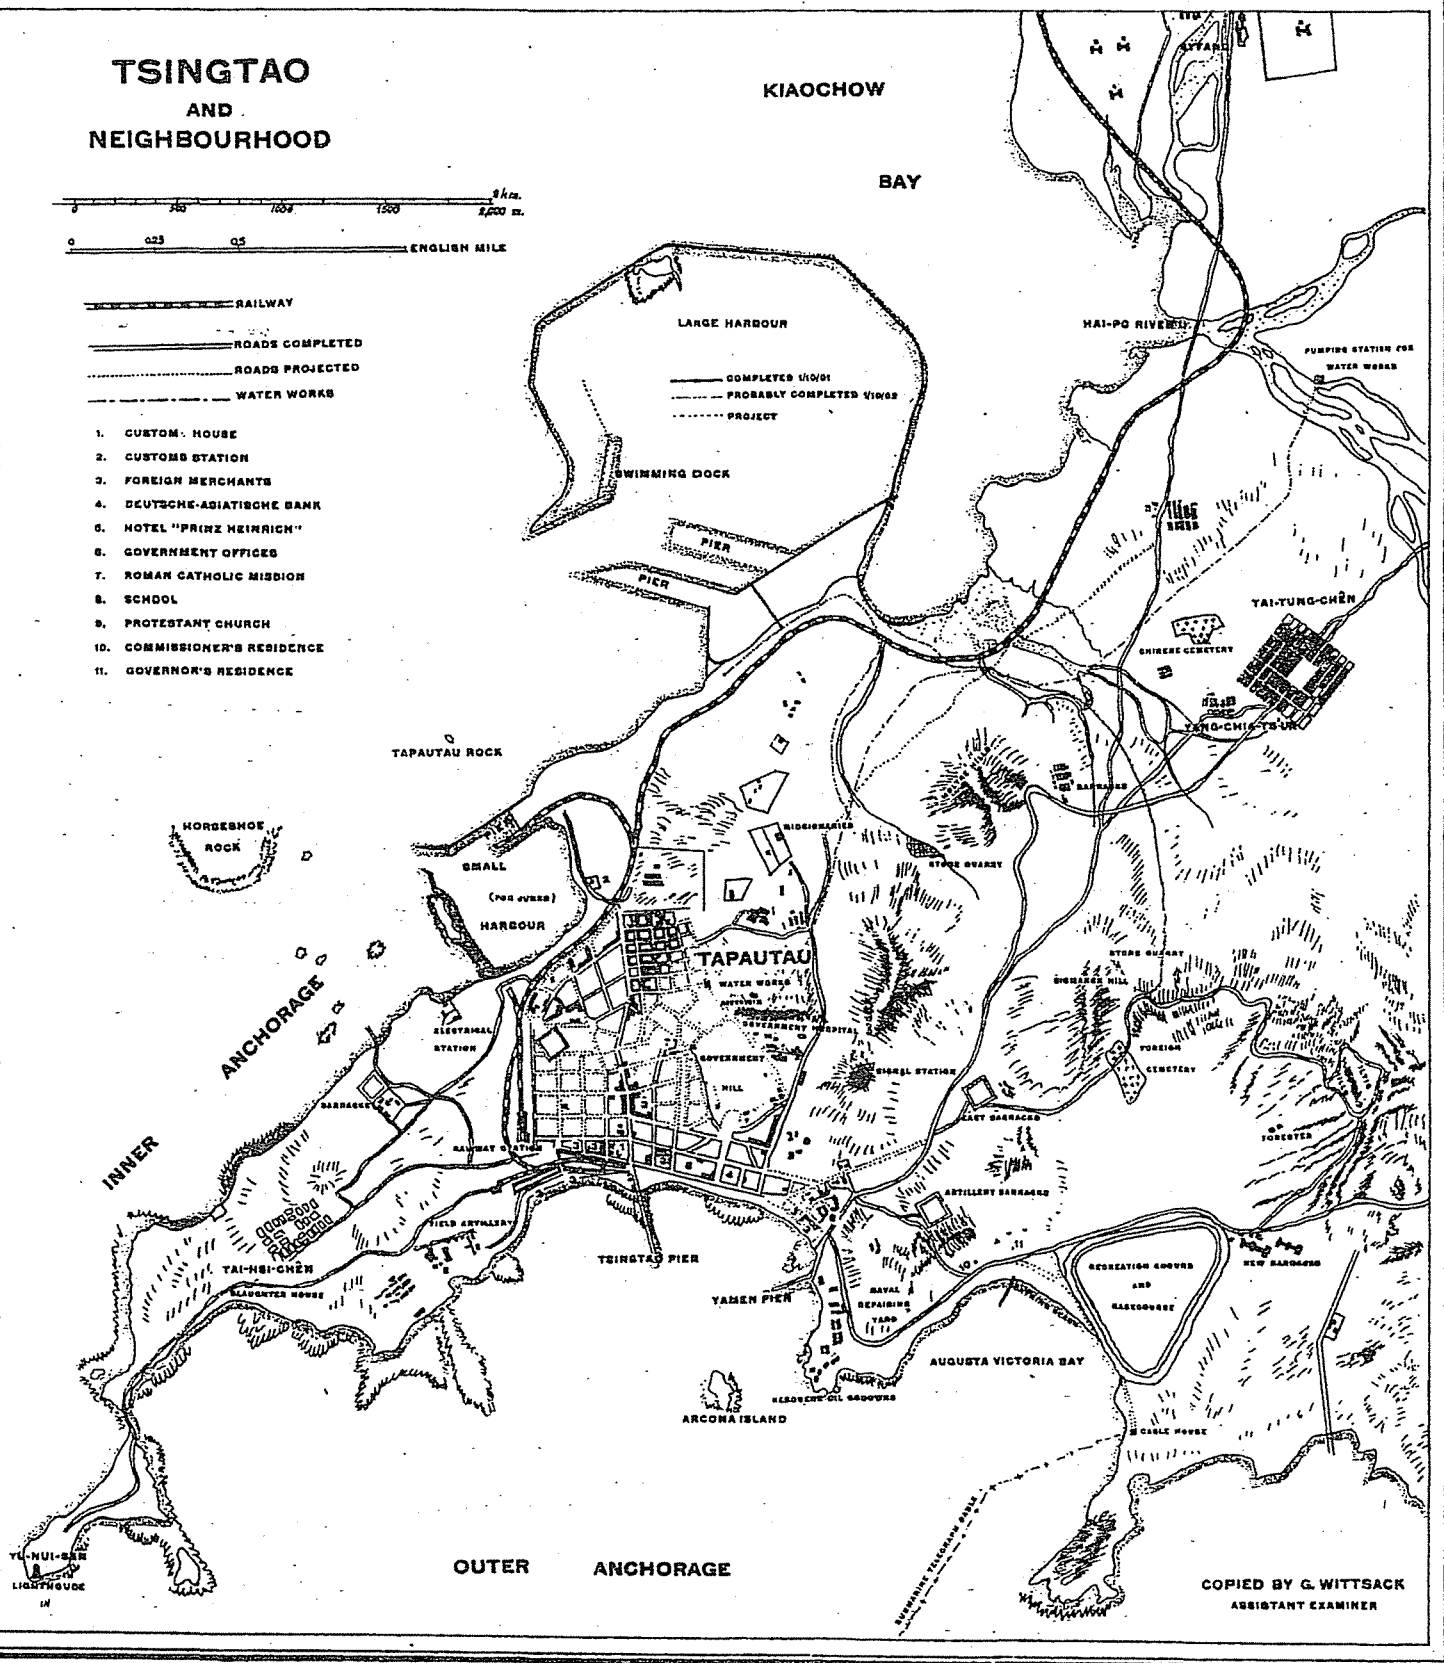 TSINGTAO
AND
NEIGHBOURHOOD
KIAOCHOW
BAY
2 km.
0 500 1000 1500 2,000 m.
0 0.25 0.5 ENGLISH MILE
RAILWAY
ROADS COMPLETED
ROADS PROJECTED
WATER WORKS
1. CUSTOM HOUSE
2. CUSTOMS STATION
3. FOREIGN MERCHANTS
4. DEUTSCHE-ASIATISCHE BANK
5. HOTEL "PRINZ HEINRICH"
6. GOVERNMENT OFFICES
7. ROMAN CATHOLIC MISSION
8. SCHOOL
9. PROTESTANT CHURCH
10. COMMISSIONER'S RESIDENCE
11. GOVERNOR'S RESIDENCE
LARGE HARBOUR
COMPLETED 1/10/01
PROBABLY COMPLETED 1/10/02
PROJECT
SWIMMING DOCK
PIER
PIER
HAI-PO RIVER
PUMPING STATION FOR
WATER WORKS
TAI-TUNG-CHÊN
CHINESE CEMETERY
YANG-CHIA-TS'UN
TAPAUTAU ROCK
HORSESHOE
ROCK
PIER
SMALL
(FOR JUNKS)
HARBOUR
2
MISSIONARIES
BARRACKS
STONE QUARRY
TAPAUTAU
WATER WORKS
GOVERNMENT HOSPITAL
GOVERNMENT
HILL
SIGNAL STATION
STONE QUARRY
BISMARCK HILL
FOREIGN
CEMETERY
FORESTER
INNER
ANCHORAGE
ELECTRICAL
STATION
BARRACKS
RAILWAY STATION
EAST BARRACKS
ARTILLERY BARRACKS
FIELD ARTILLERY
TAI-HSI-CHÊN
SLAUGHTER HOUSE
TSINGTAO PIER
YAMEN PIER
NAVAL
REPAIRING
YARD
10.
RECREATION GROUND
AND
RACECOURSE
NEW BARRACKS
AUGUSTA VICTORIA BAY
KEROSENE OIL GODOWNS
ARCONA ISLAND
CABLE HOUSE
SUBMARINE TELEGRAPH CABLE
YU-NUI-SAN
LIGHTHOUSE
OUTER ANCHORAGE
COPIED BY G. WITTSACK
ASSISTANT EXAMINER